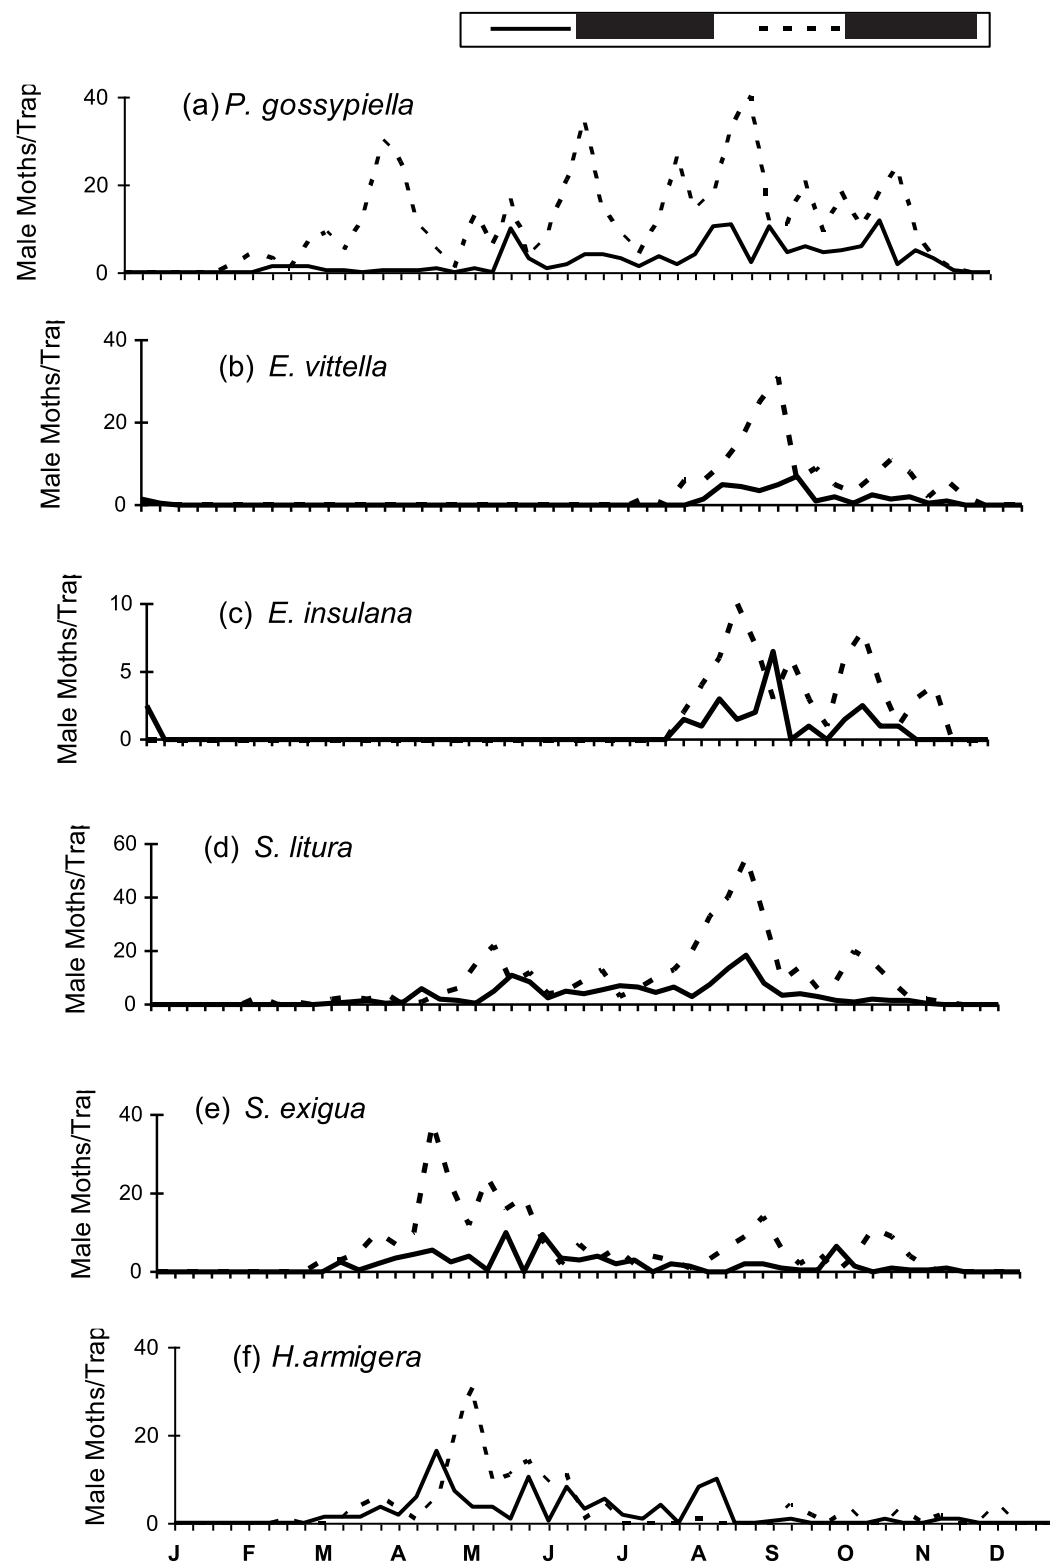 (a) P. gossypiella
Male Moths/Trap
40
20
0
(b) E. vittella
Male Moths/Trap
40
20
0
(c) E. insulana
Male Moths/Trap
10
5
0
(d) S. litura
Male Moths/Trap
60
40
20
0
(e) S. exigua
Male Moths/Trap
40
20
0
(f) H.armigera
Male Moths/Trap
40
20
0
J F M A M J J A S O N D